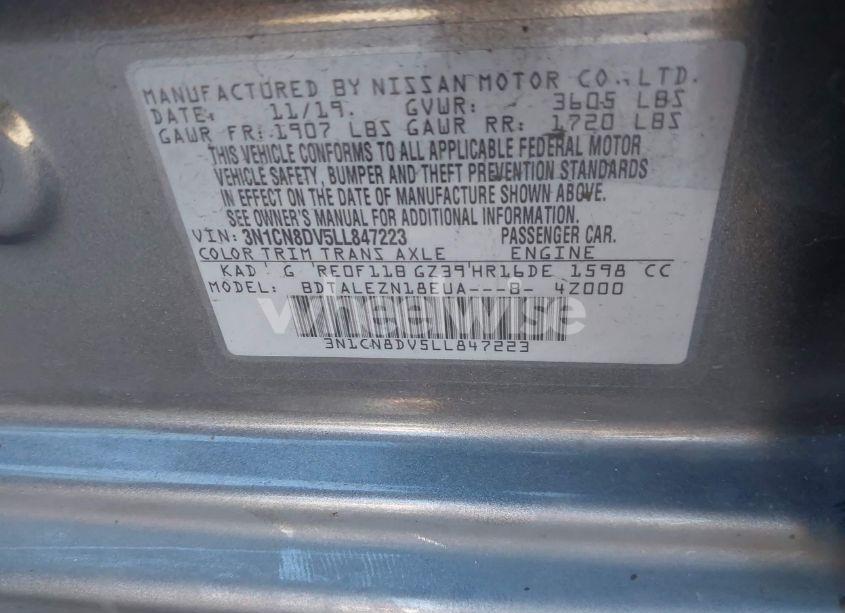 MANUFACTURED BY NISSAN MOTOR CO., LTD.
DATE: 11/19. GVWR: 3605 LBS
GAWR FR: 1907 LBS GAWR RR: 1720 LBS
THIS VEHICLE CONFORMS TO ALL APPLICABLE FEDERAL MOTOR
VEHICLE SAFETY, BUMPER AND THEFT PREVENTION STANDARDS
IN EFFECT ON THE DATE OF MANUFACTURE SHOWN ABOVE.
SEE OWNER'S MANUAL FOR ADDITIONAL INFORMATION.
VIN: 3N1CN8DV5LL847223 PASSENGER CAR.
COLOR TRIM TRANS AXLE ENGINE
KAD G RE0F11B GZ39 HR16DE 1598 CC
MODEL: BDTALEZN18EUA---B- 4Z000
wheelwise
3N1CN8DV5LL847223